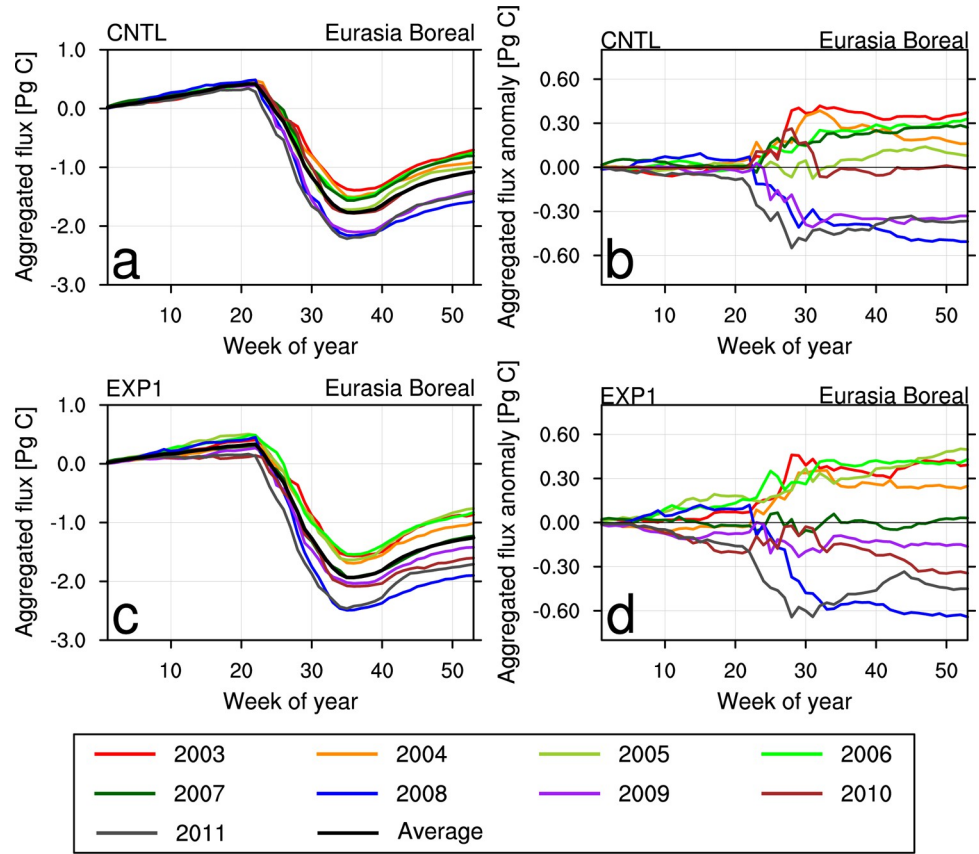 CNTL Eurasia Boreal
Aggregated flux [Pg C]
1.0
0.0
-1.0
-2.0
-3.0
a
10 20 30 40 50
Week of year
CNTL Eurasia Boreal
Aggregated flux anomaly [Pg C]
0.60
0.30
0.00
-0.30
-0.60
b
10 20 30 40 50
Week of year
EXP1 Eurasia Boreal
Aggregated flux [Pg C]
1.0
0.0
-1.0
-2.0
-3.0
c
10 20 30 40 50
Week of year
EXP1 Eurasia Boreal
Aggregated flux anomaly [Pg C]
0.60
0.30
0.00
-0.30
-0.60
d
10 20 30 40 50
Week of year
2003 2004 2005 2006
2007 2008 2009 2010
2011 Average